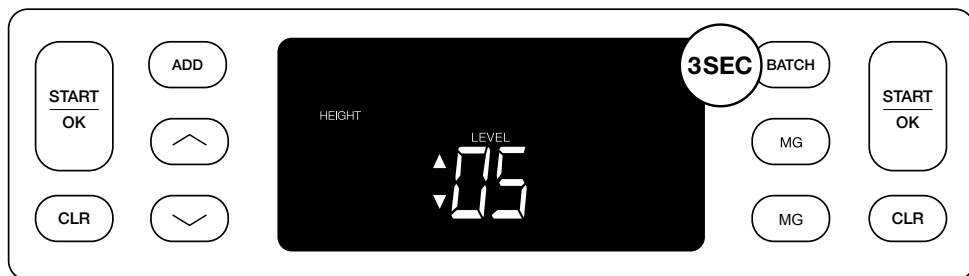 START
OK
CLR
ADD
HEIGHT
LEVEL
05
3SEC
BATCH
MG
MG
START
OK
CLR